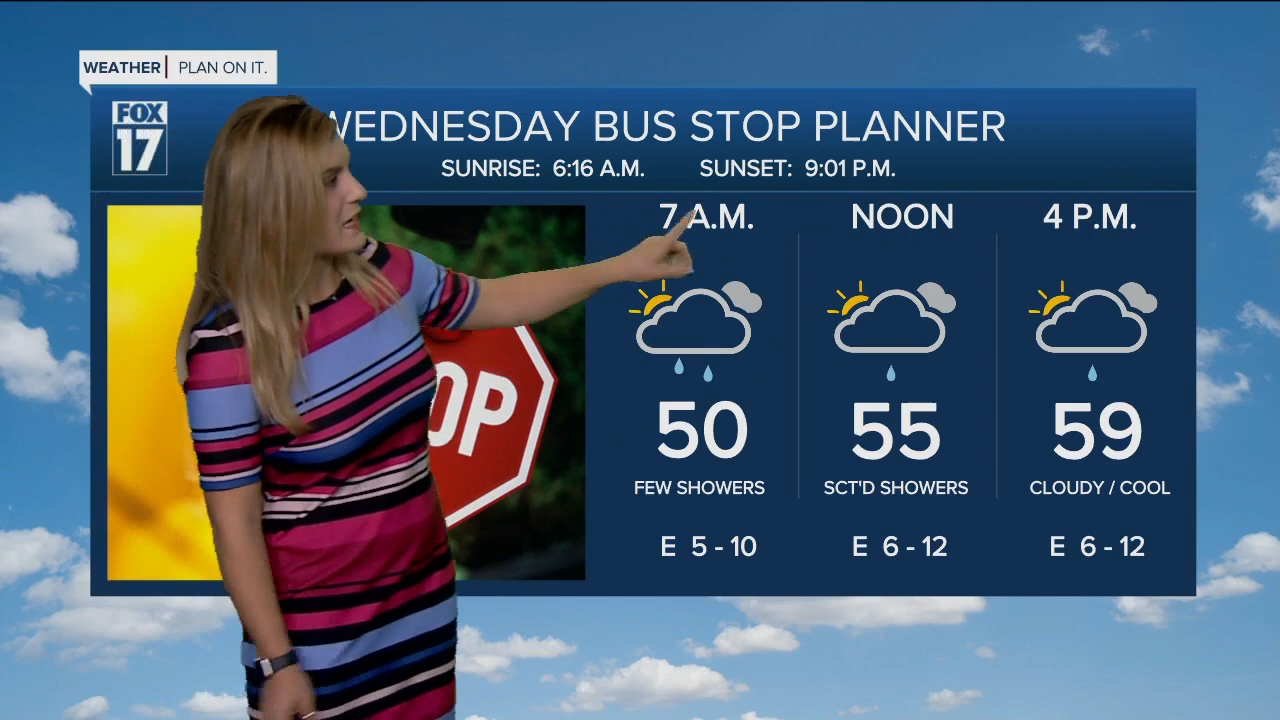 WEATHER | PLAN ON IT.
FOX
17
WEDNESDAY BUS STOP PLANNER
SUNRISE: 6:16 A.M. SUNSET: 9:01 P.M.
7 A.M. NOON 4 P.M.
OP
50 55 59
FEW SHOWERS SCT'D SHOWERS CLOUDY / COOL
E 5 - 10 E 6 - 12 E 6 - 12